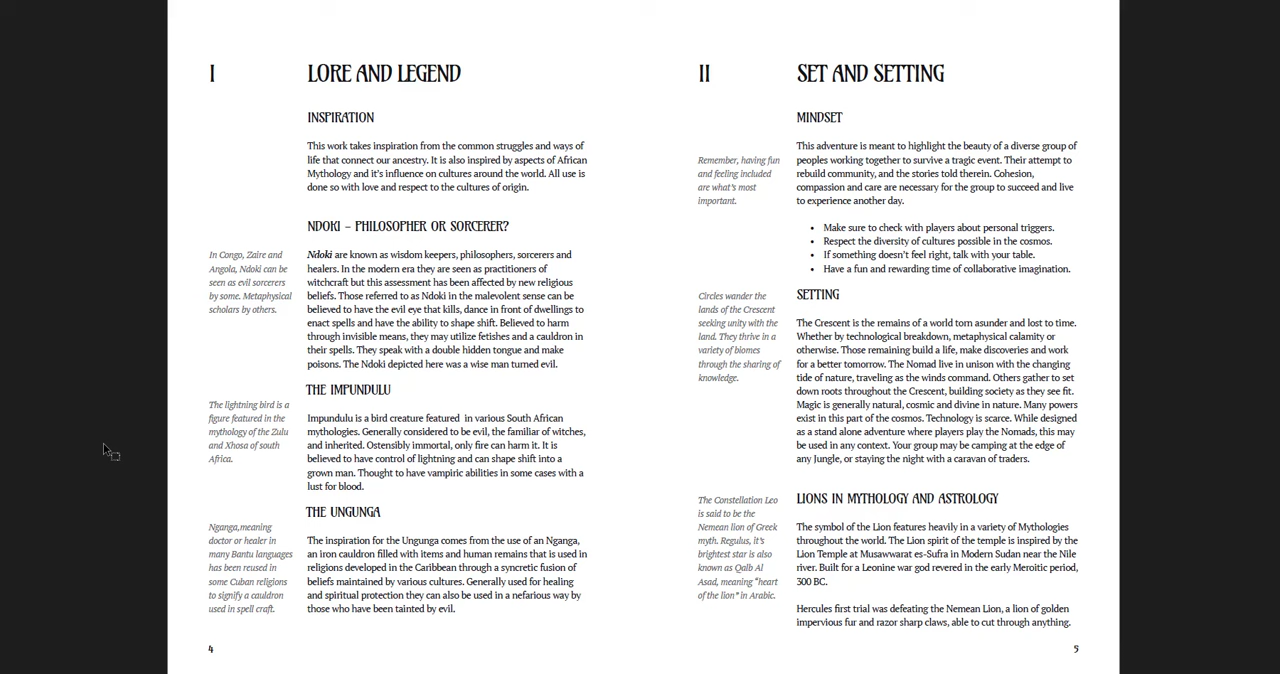 I
LORE AND LEGEND
INSPIRATION
This work takes inspiration from the common struggles and ways of
life that connect our ancestry. It is also inspired by aspects of African
Mythology and it's influence on cultures around the world. All use is
done so with love and respect to the cultures of origin.
NDOKI – PHILOSOPHER OR SORCERER?
In Congo, Zaire and
Angola, Ndoki can be
seen as evil sorcerers
by some. Metaphysical
scholars by others.
Ndoki are known as wisdom keepers, philosophers, sorcerers and
healers. In the modern era they are seen as practitioners of
witchcraft but this assessment has been affected by new religious
beliefs. Those referred to as Ndoki in the malevolent sense can be
believed to have the evil eye that kills, dance in front of dwellings to
enact spells and have the ability to shape shift. Believed to harm
through invisible means, they may utilize fetishes and a cauldron in
their spells. They speak with a double hidden tongue and make
poisons. The Ndoki depicted here was a wise man turned evil.
THE IMPUNDULU
The lightning bird is a
figure featured in the
mythology of the Zulu
and Xhosa of south
Africa.
Impundulu is a bird creature featured  in various South African
mythologies. Generally considered to be evil, the familiar of witches,
and inherited. Ostensibly immortal, only fire can harm it. It is
believed to have control of lightning and can shape shift into a
grown man. Thought to have vampiric abilities in some cases with a
lust for blood.
THE UNGUNGA
Nganga,meaning
doctor or healer in
many Bantu languages
has been reused in
some Cuban religions
to signify a cauldron
used in spell craft.
The inspiration for the Ungunga comes from the use of an Nganga,
an iron cauldron filled with items and human remains that is used in
religions developed in the Caribbean through a syncretic fusion of
beliefs maintained by various cultures. Generally used for healing
and spiritual protection they can also be used in a nefarious way by
those who have been tainted by evil.
4
II
SET AND SETTING
MINDSET
Remember, having fun
and feeling included
are what's most
important.
This adventure is meant to highlight the beauty of a diverse group of
peoples working together to survive a tragic event. Their attempt to
rebuild community, and the stories told therein. Cohesion,
compassion and care are necessary for the group to succeed and live
to experience another day.
• Make sure to check with players about personal triggers.
• Respect the diversity of cultures possible in the cosmos.
• If something doesn't feel right, talk with your table.
• Have a fun and rewarding time of collaborative imagination.
SETTING
Circles wander the
lands of the Crescent
seeking unity with the
land. They thrive in a
variety of biomes
through the sharing of
knowledge.
The Crescent is the remains of a world torn asunder and lost to time.
Whether by technological breakdown, metaphysical calamity or
otherwise. Those remaining build a life, make discoveries and work
for a better tomorrow. The Nomad live in unison with the changing
tide of nature, traveling as the winds command. Others gather to set
down roots throughout the Crescent, building society as they see fit.
Magic is generally natural, cosmic and divine in nature. Many powers
exist in this part of the cosmos. Technology is scarce. While designed
as a stand alone adventure where players play the Nomads, this may
be used in any context. Your group may be camping at the edge of
any Jungle, or staying the night with a caravan of traders.
LIONS IN MYTHOLOGY AND ASTROLOGY
The Constellation Leo
is said to be the
Nemean lion of Greek
myth. Regulus, it's
brightest star is also
known as Qalb Al
Asad, meaning "heart
of the lion" in Arabic.
The symbol of the Lion features heavily in a variety of Mythologies
throughout the world. The Lion spirit of the temple is inspired by the
Lion Temple at Musawwarat es-Sufra in Modern Sudan near the Nile
river. Built for a Leonine war god revered in the early Meroitic period,
300 BC.
Hercules first trial was defeating the Nemean Lion, a lion of golden
impervious fur and razor sharp claws, able to cut through anything.
5